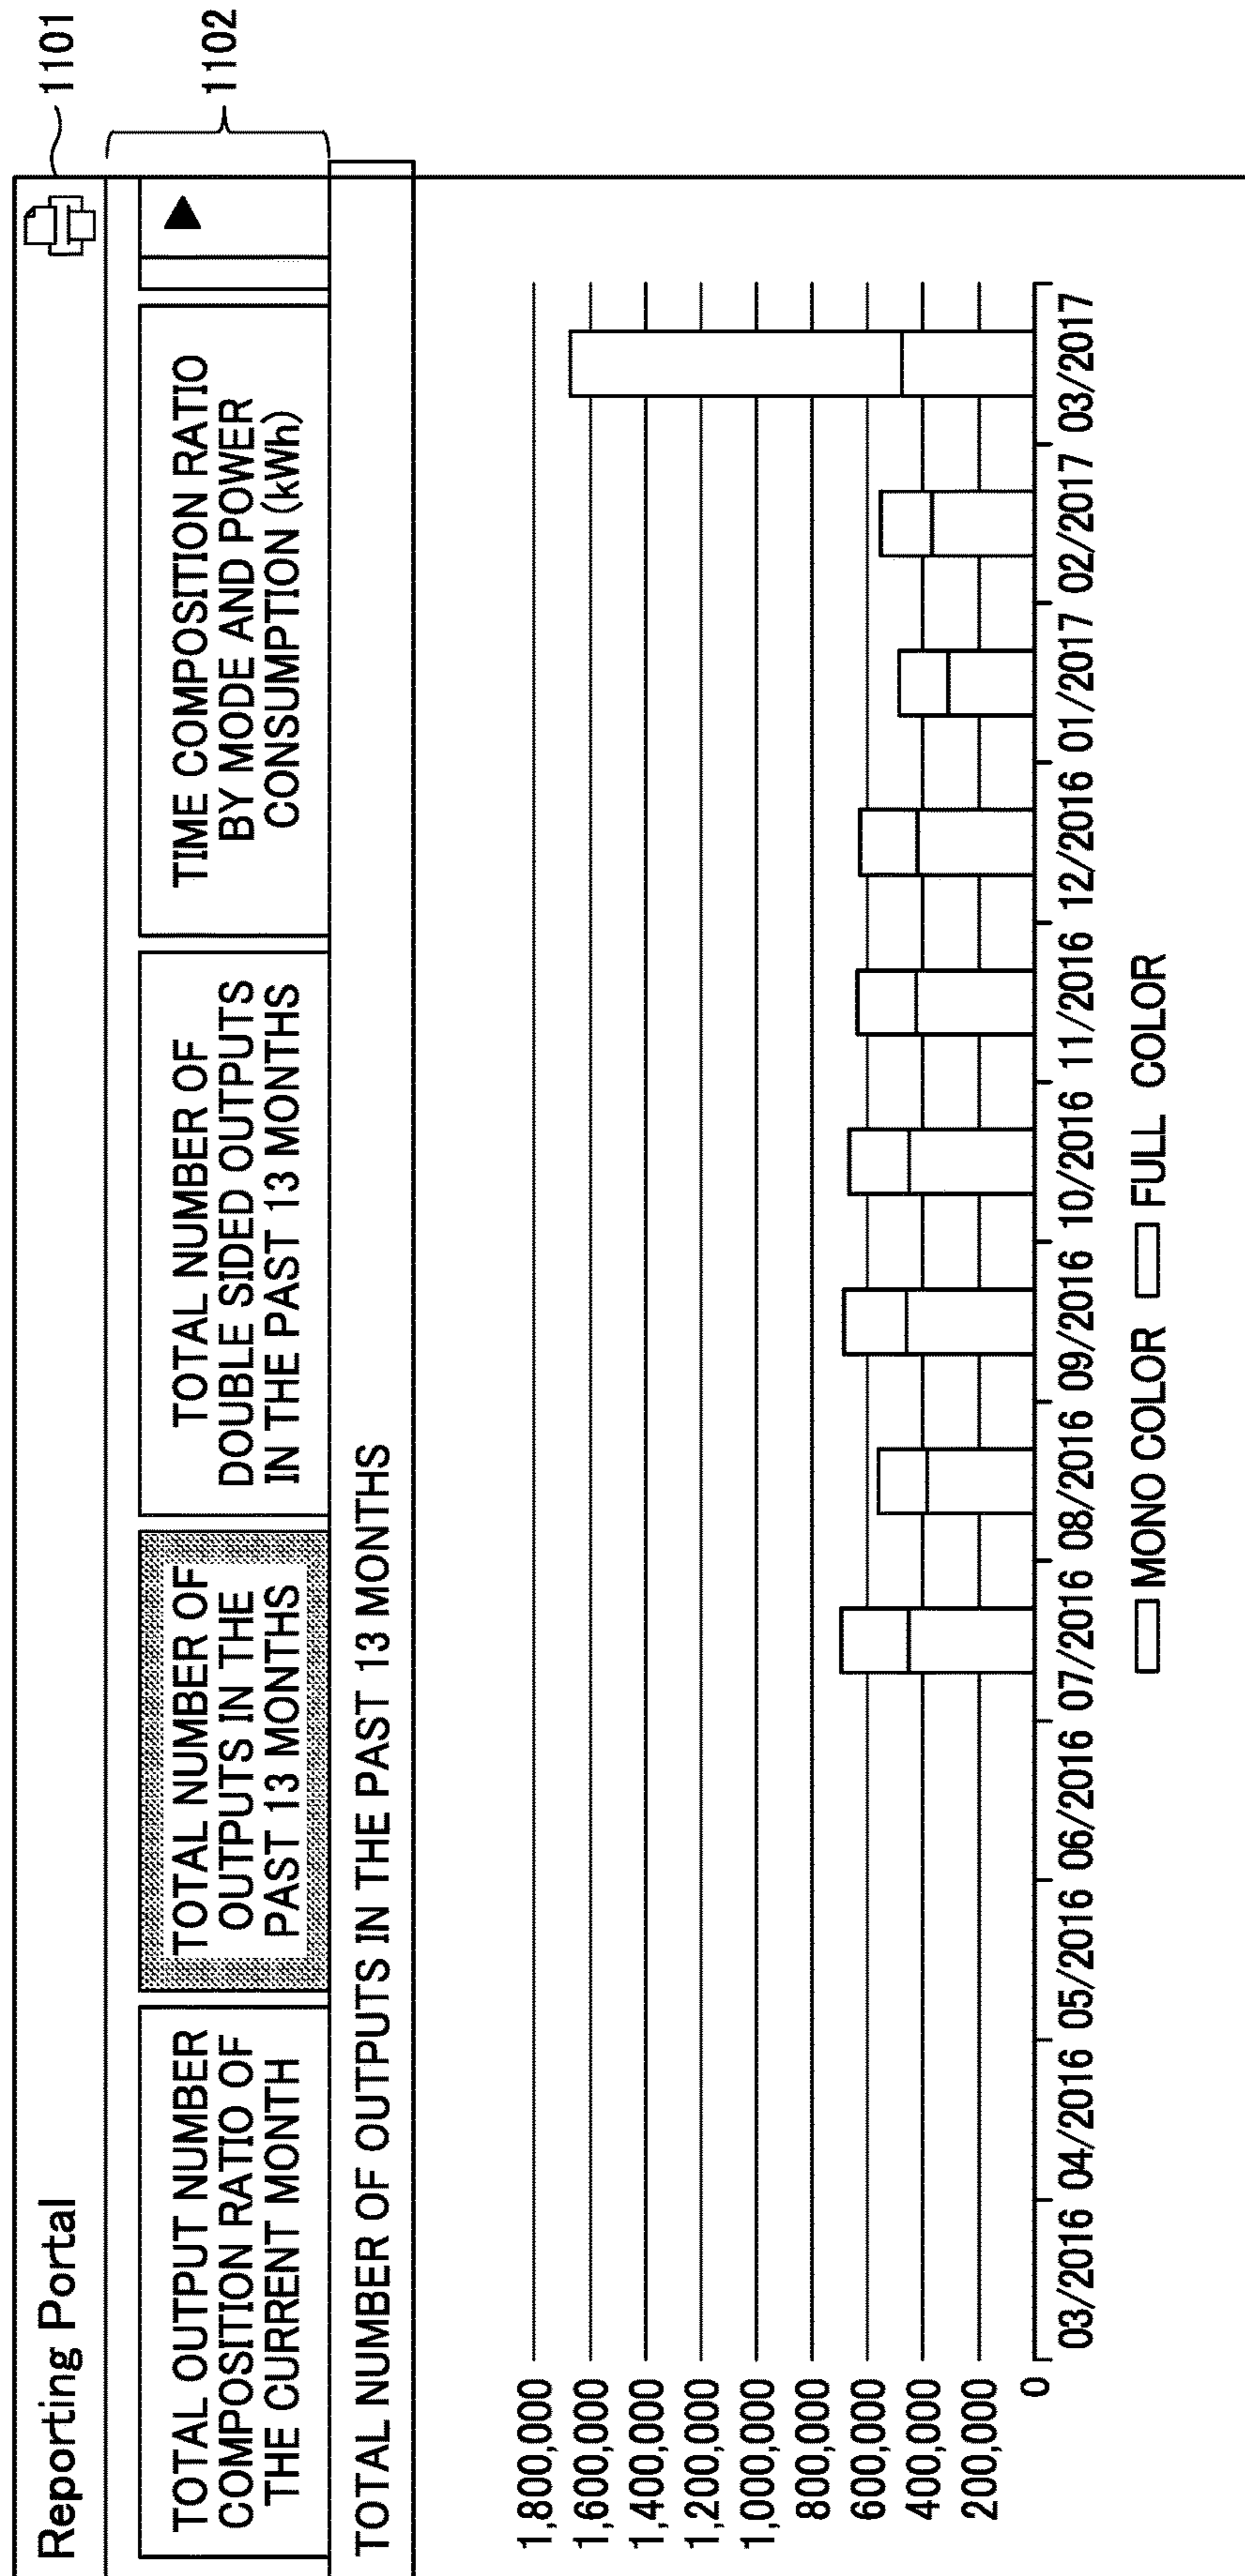 Reporting Portal
1101
1102
TOTAL OUTPUT NUMBER
COMPOSITION RATIO OF
THE CURRENT MONTH
TOTAL NUMBER OF
OUTPUTS IN THE
PAST 13 MONTHS
TOTAL NUMBER OF
DOUBLE SIDED OUTPUTS
IN THE PAST 13 MONTHS
TIME COMPOSITION RATIO
BY MODE AND POWER
CONSUMPTION (kWh)
TOTAL NUMBER OF OUTPUTS IN THE PAST 13 MONTHS
1,800,000
1,600,000
1,400,000
1,200,000
1,000,000
800,000
600,000
400,000
200,000
0
03/2016 04/2016 05/2016 06/2016 07/2016 08/2016 09/2016 10/2016 11/2016 12/2016 01/2017 02/2017 03/2017
MONO COLOR FULL COLOR